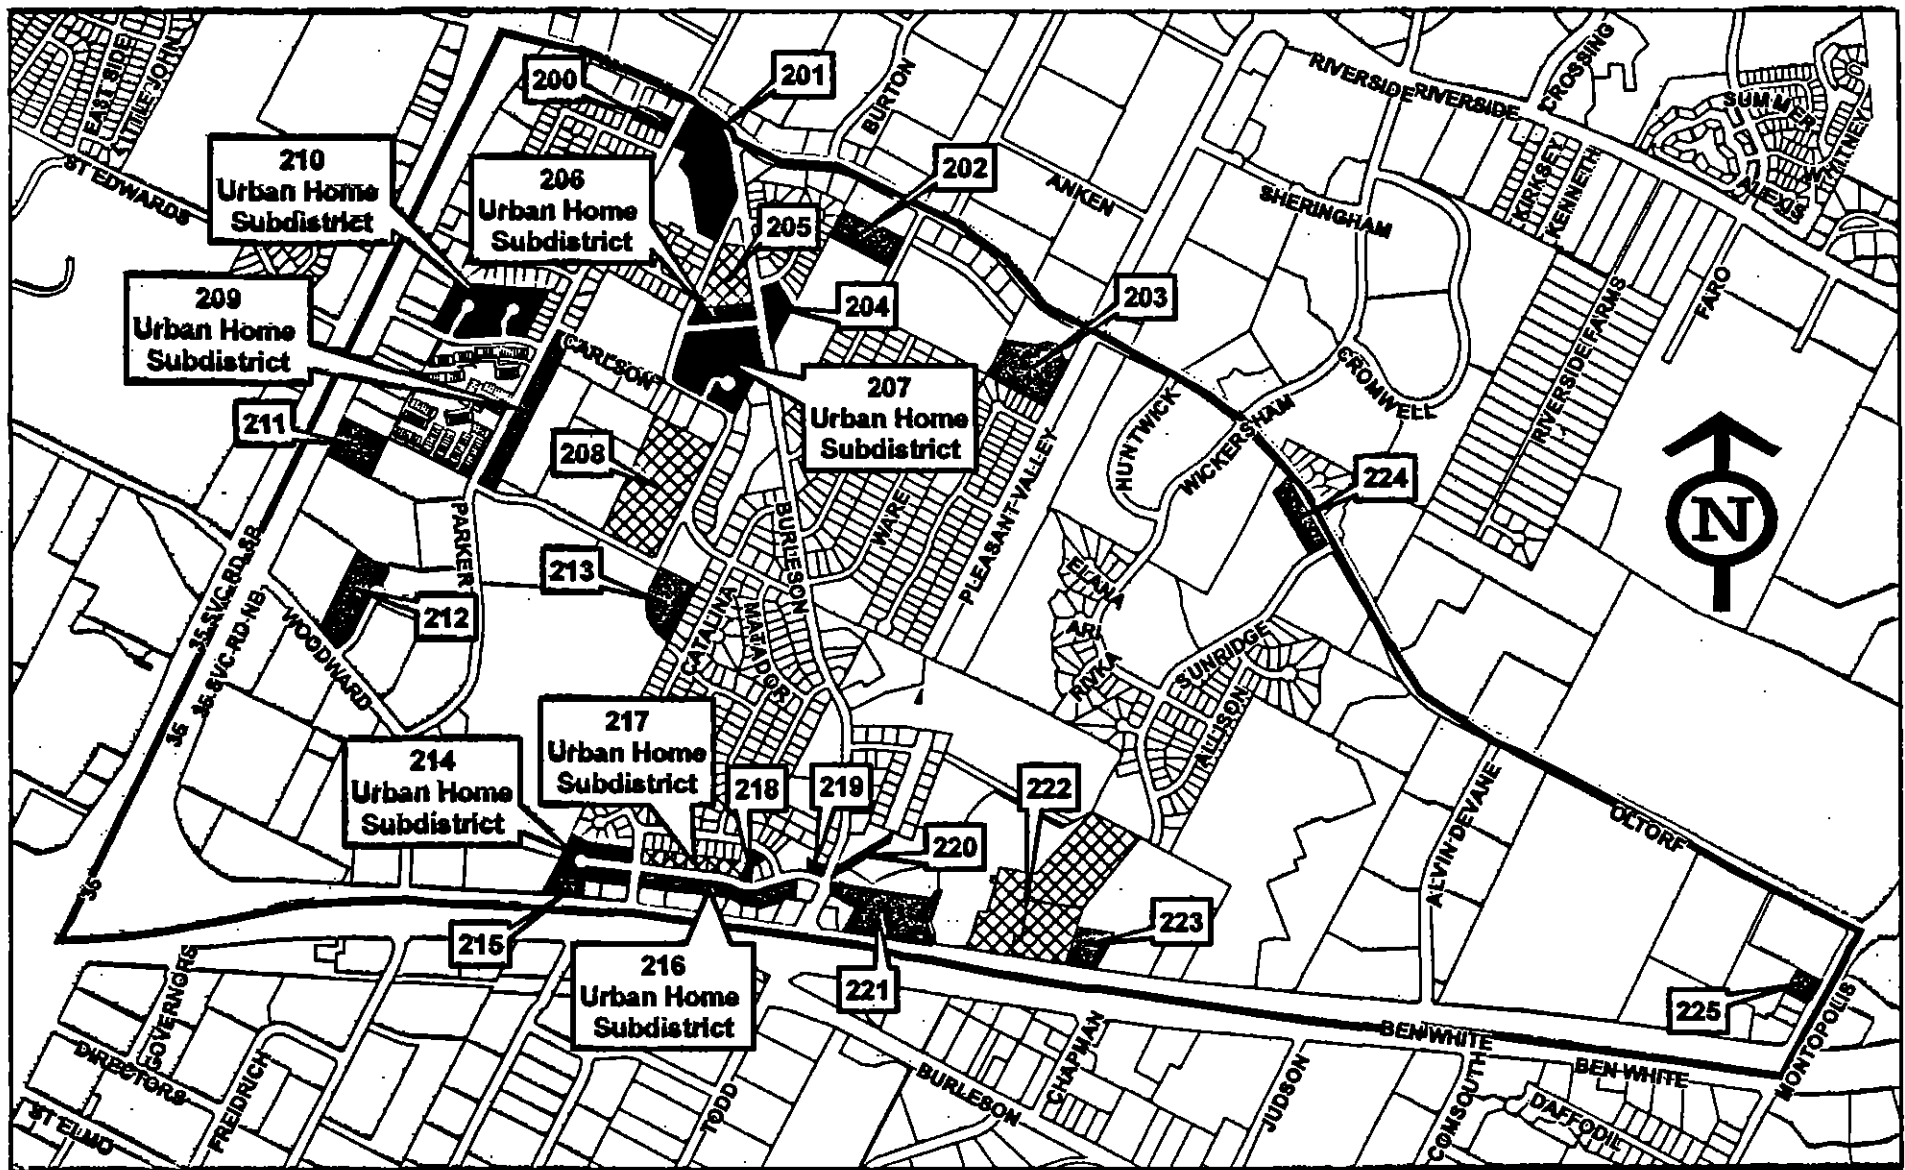 EAST SIDE
LITTLE JOHN
ST EDWARDS
200
201
BURTON
RIVERSIDE
RIVERSIDE
CROSSING
SUMMER
WHITNEY
ALEXIS
KIRKSEY
KENNETH
210
Urban Home
Subdistrict
206
Urban Home
Subdistrict
202
205
ANKEN
SHERINGHAM
209
Urban Home
Subdistrict
204
203
RIVERSIDE FARMS
FARO
CARLSON
207
Urban Home
Subdistrict
CROMWELL
HUNTWICK
WICKERSHAM
211
208
224
N
PARKER
BURLESON
WARE
PLEASANT VALLEY
35 SVC RD SB
35 SVC RD NB
213
212
WOODWARD
CATALINA
MATADOR
ELANA
ARI
RIVKA
SUNRIDGE
ALLISON
35
217
Urban Home
Subdistrict
214
Urban Home
Subdistrict
218
219
222
220
ALVIN DEVANE
OLTORF
35
215
216
Urban Home
Subdistrict
221
223
225
MONTOPOLIS
BEN WHITE
BEN WHITE
GOVERNORS
DIRECTORS
FREIDRICH
ST ELMO
TODD
BURLESON
CHAPMAN
JUDSON
COMSOUTH
DAFFODIL